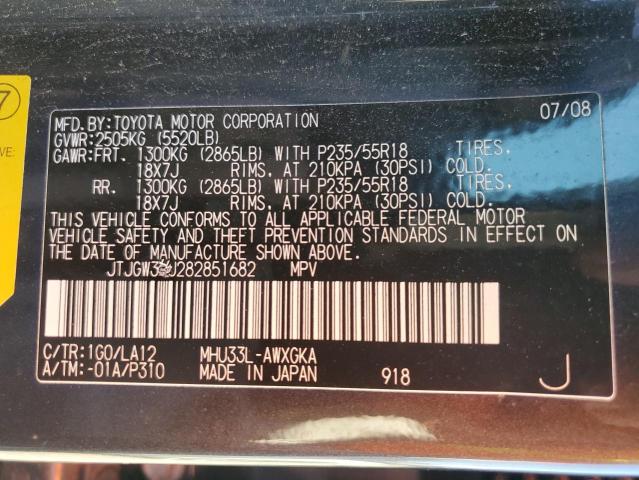 7
MFD.BY:TOYOTA MOTOR CORPORATION 07/08
GVWR:2505KG (5520LB)
GAWR:FRT. 1300KG (2865LB) WITH P235/55R18 TIRES,
18X7J RIMS, AT 210KPA (30PSI) COLD.
RR. 1300KG (2865LB) WITH P235/55R18 TIRES,
18X7J RIMS, AT 210KPA (30PSI) COLD.
THIS VEHICLE CONFORMS TO ALL APPLICABLE FEDERAL MOTOR
VEHICLE SAFETY AND THEFT PREVENTION STANDARDS IN EFFECT ON
THE DATE OF MANUFACTURE SHOWN ABOVE.
MPV
C/TR:1G0/LA12 MHU33L-AWXGKA
A/TM:-01A/P310 MADE IN JAPAN 918 J